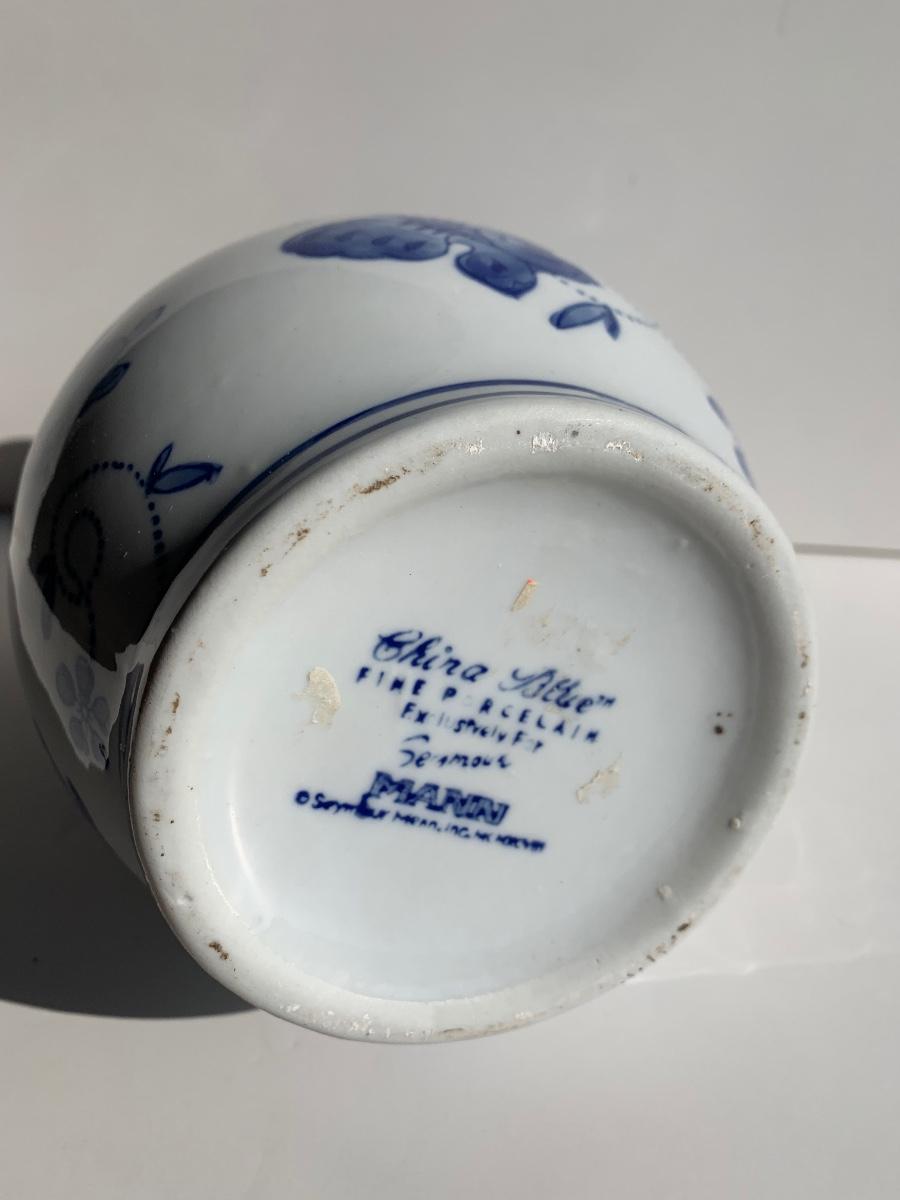 China Blue™
FINE PORCELAIN
Exclusively For
Seymour
MANN
© Seymour Mann, Inc.